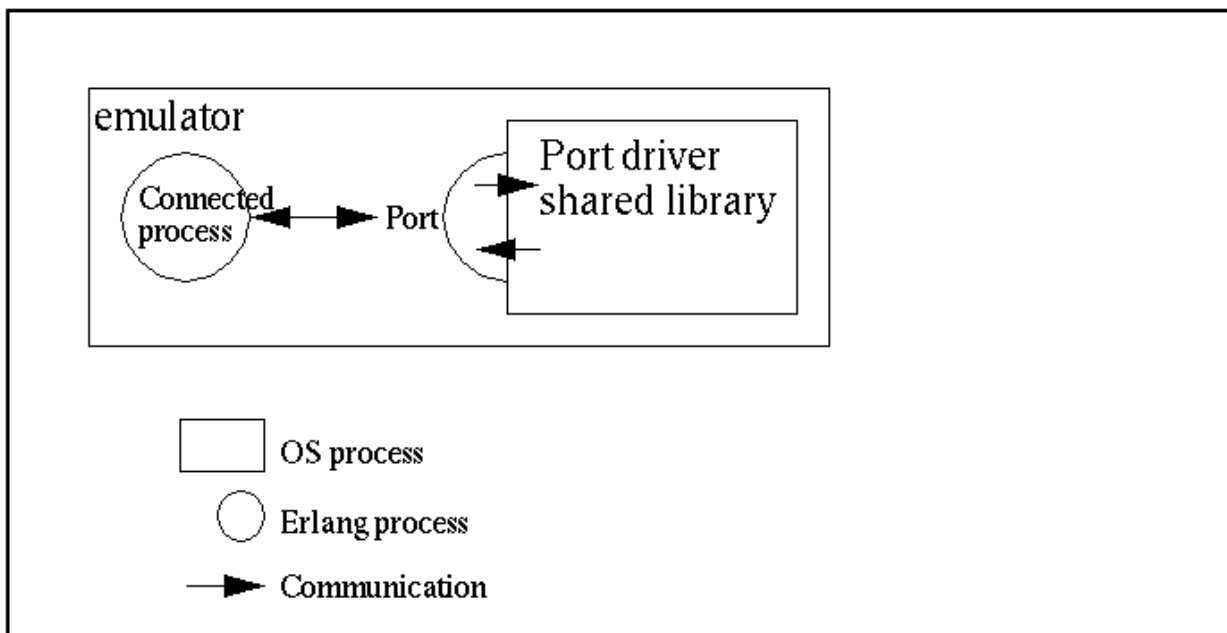 emulator
Port driver
shared library
Connected
process
Port
OS process
Erlang process
Communication